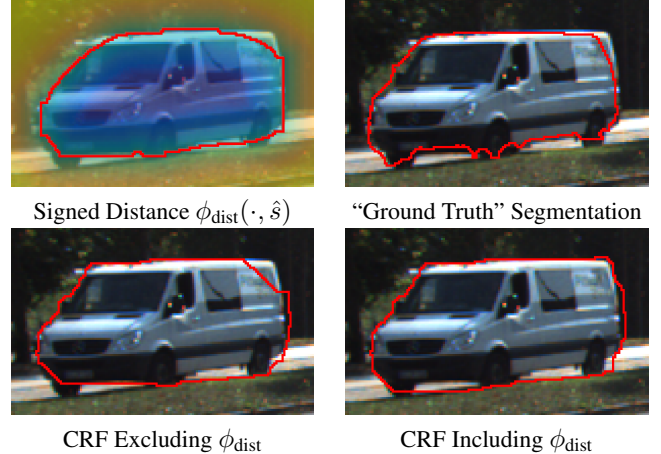 Signed Distance ϕ_dist(·, ŝ)
“Ground Truth” Segmentation
CRF Excluding ϕ_dist
CRF Including ϕ_dist